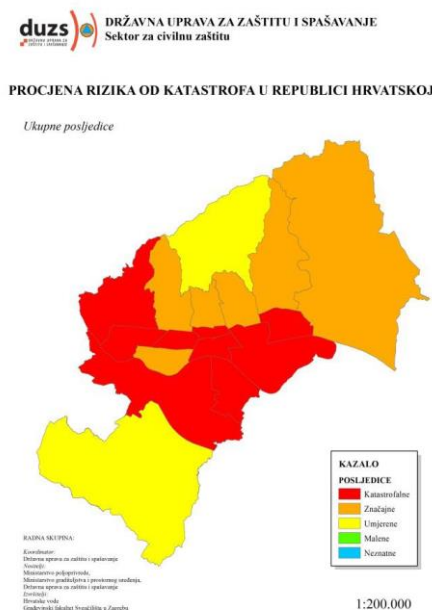 duzs
DRŽAVNA UPRAVA ZA ZAŠTITU I SPAŠAVANJE
Sektor za civilnu zaštitu
PROCJENA RIZIKA OD KATASTROFA U REPUBLICI HRVATSKOJ
Ukupne posljedice
KAZALO
POSLJEDICE
Katastrofalne
Značajne
Umjerene
Malene
Neznatne
RADNA SKUPINA:
Koordinator:
Državna uprava za zaštitu i spašavanje
Nositelji:
Ministarstvo poljoprivrede,
Ministarstvo graditeljstva i prostornog uređenja,
Državna uprava za zaštitu i spašavanje
Izvršitelji:
Hrvatske vode
Građevinski fakultet Sveučilišta u Zagrebu
1:200.000